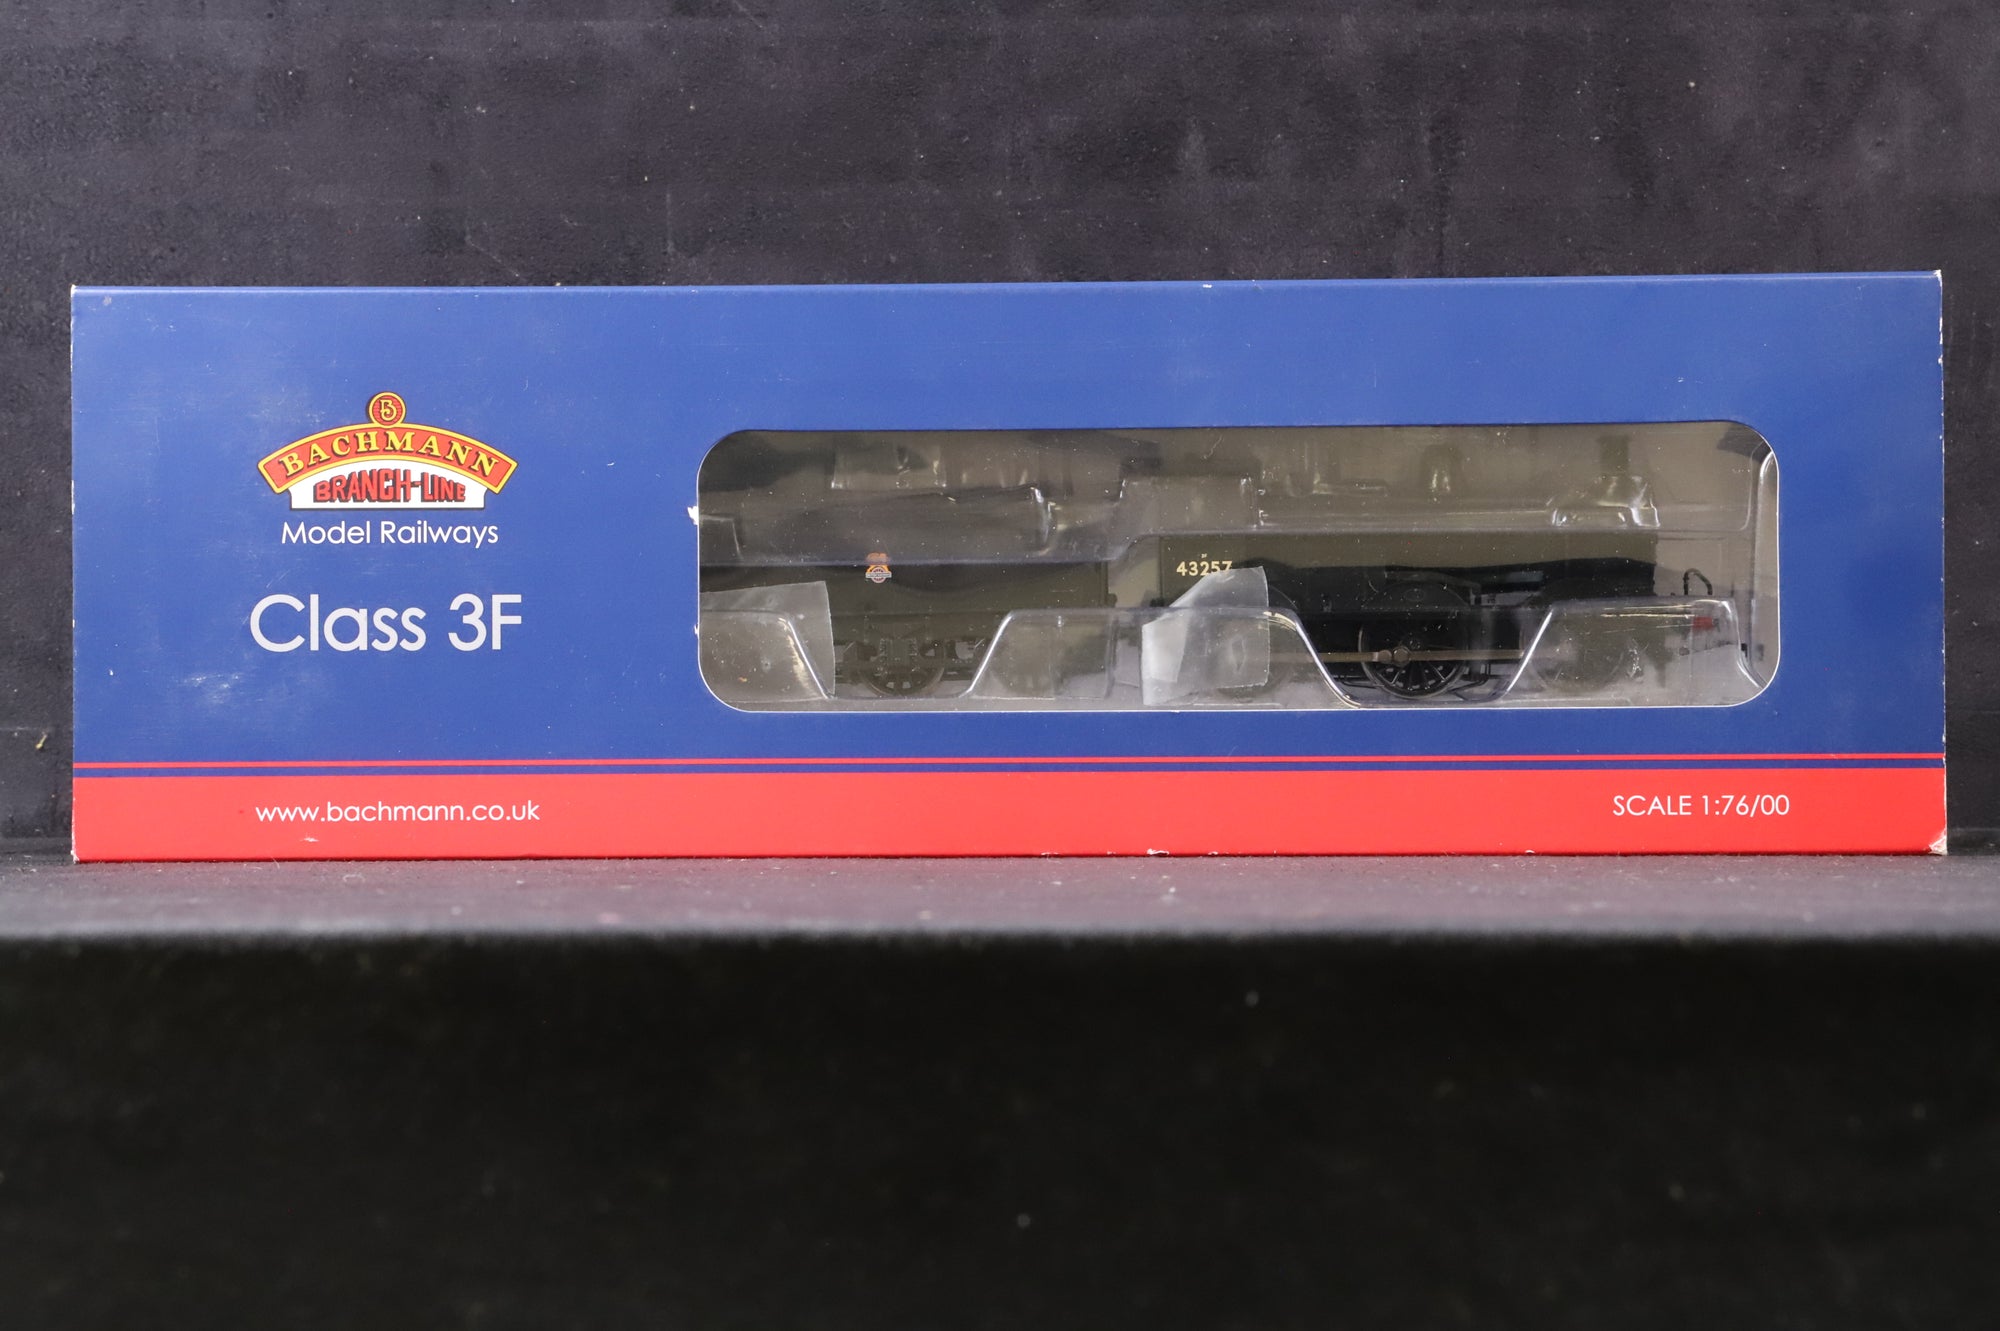 B
BACHMANN
BRANCH-LINE
Model Railways
Class 3F
43257
www.bachmann.co.uk
SCALE 1:76/00